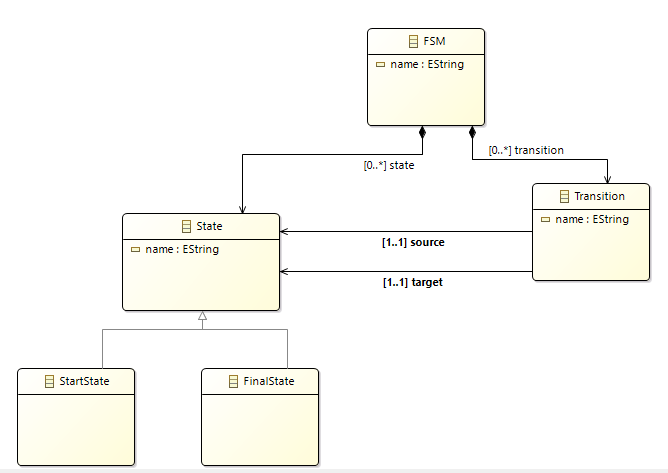 FSM
name : EString
[0..*] state
[0..*] transition
Transition
name : EString
State
name : EString
[1..1] source
[1..1] target
StartState
FinalState